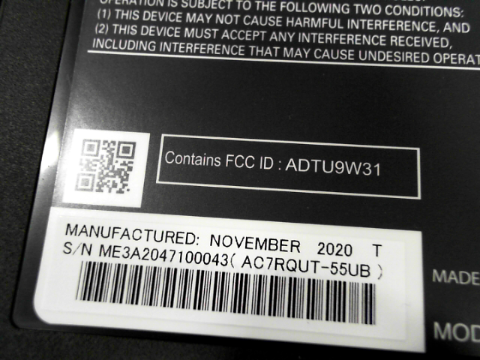 OPERATION IS SUBJECT TO THE FOLLOWING TWO CONDITIONS:
(1) THIS DEVICE MAY NOT CAUSE HARMFUL INTERFERENCE, AND
(2) THIS DEVICE MUST ACCEPT ANY INTERFERENCE RECEIVED,
INCLUDING INTERFERENCE THAT MAY CAUSE UNDESIRED OPERAT
Contains FCC ID : ADTU9W31
MANUFACTURED: NOVEMBER 2020 T
S/N ME3A2047100043( AC7RQUT-55UB )
MADE
MOD